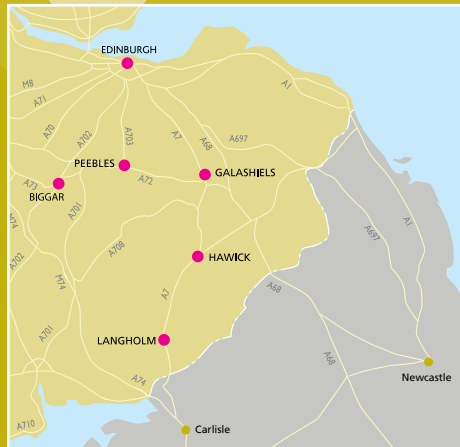 EDINBURGH
M8
A71
A70
A702
A703
A7
A68
A697
A1
PEEBLES
A72
GALASHIELS
A73
BIGGAR
A701
M74
A702
A708
HAWICK
M74
A7
A68
A697
A1
A701
LANGHOLM
A74
A68
Newcastle
A710
Carlisle